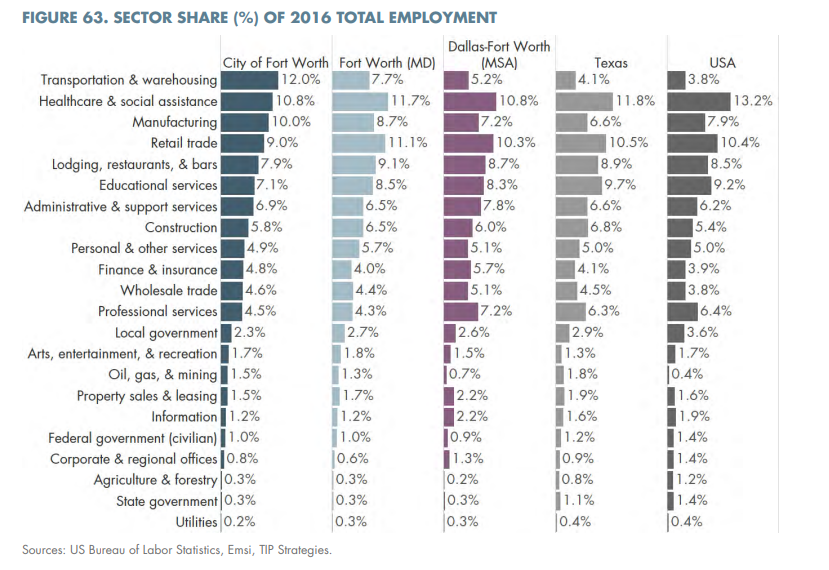 FIGURE 63. SECTOR SHARE (%) OF 2016 TOTAL EMPLOYMENT
City of Fort Worth Fort Worth (MD) Dallas-Fort Worth (MSA) Texas USA
Transportation & warehousing 12.0% 7.7% 5.2% 4.1% 3.8%
Healthcare & social assistance 10.8% 11.7% 10.8% 11.8% 13.2%
Manufacturing 10.0% 8.7% 7.2% 6.6% 7.9%
Retail trade 9.0% 11.1% 10.3% 10.5% 10.4%
Lodging, restaurants, & bars 7.9% 9.1% 8.7% 8.9% 8.5%
Educational services 7.1% 8.5% 8.3% 9.7% 9.2%
Administrative & support services 6.9% 6.5% 7.8% 6.6% 6.2%
Construction 5.8% 6.5% 6.0% 6.8% 5.4%
Personal & other services 4.9% 5.7% 5.1% 5.0% 5.0%
Finance & insurance 4.8% 4.0% 5.7% 4.1% 3.9%
Wholesale trade 4.6% 4.4% 5.1% 4.5% 3.8%
Professional services 4.5% 4.3% 7.2% 6.3% 6.4%
Local government 2.3% 2.7% 2.6% 2.9% 3.6%
Arts, entertainment, & recreation 1.7% 1.8% 1.5% 1.3% 1.7%
Oil, gas, & mining 1.5% 1.3% 0.7% 1.8% 0.4%
Property sales & leasing 1.5% 1.7% 2.2% 1.9% 1.6%
Information 1.2% 1.2% 2.2% 1.6% 1.9%
Federal government (civilian) 1.0% 1.0% 0.9% 1.2% 1.4%
Corporate & regional offices 0.8% 0.6% 1.3% 0.9% 1.4%
Agriculture & forestry 0.3% 0.3% 0.2% 0.8% 1.2%
State government 0.3% 0.3% 0.3% 1.1% 1.4%
Utilities 0.2% 0.3% 0.3% 0.4% 0.4%
Sources: US Bureau of Labor Statistics, Emsi, TIP Strategies.